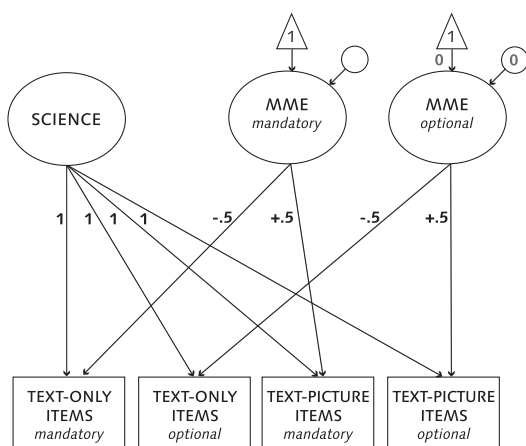 1
1
0
0
SCIENCE
MME
mandatory
MME
optional
1
1
1
1
-.5
+.5
-.5
+.5
TEXT-ONLY
ITEMS
mandatory
TEXT-ONLY
ITEMS
optional
TEXT-PICTURE
ITEMS
mandatory
TEXT-PICTURE
ITEMS
optional